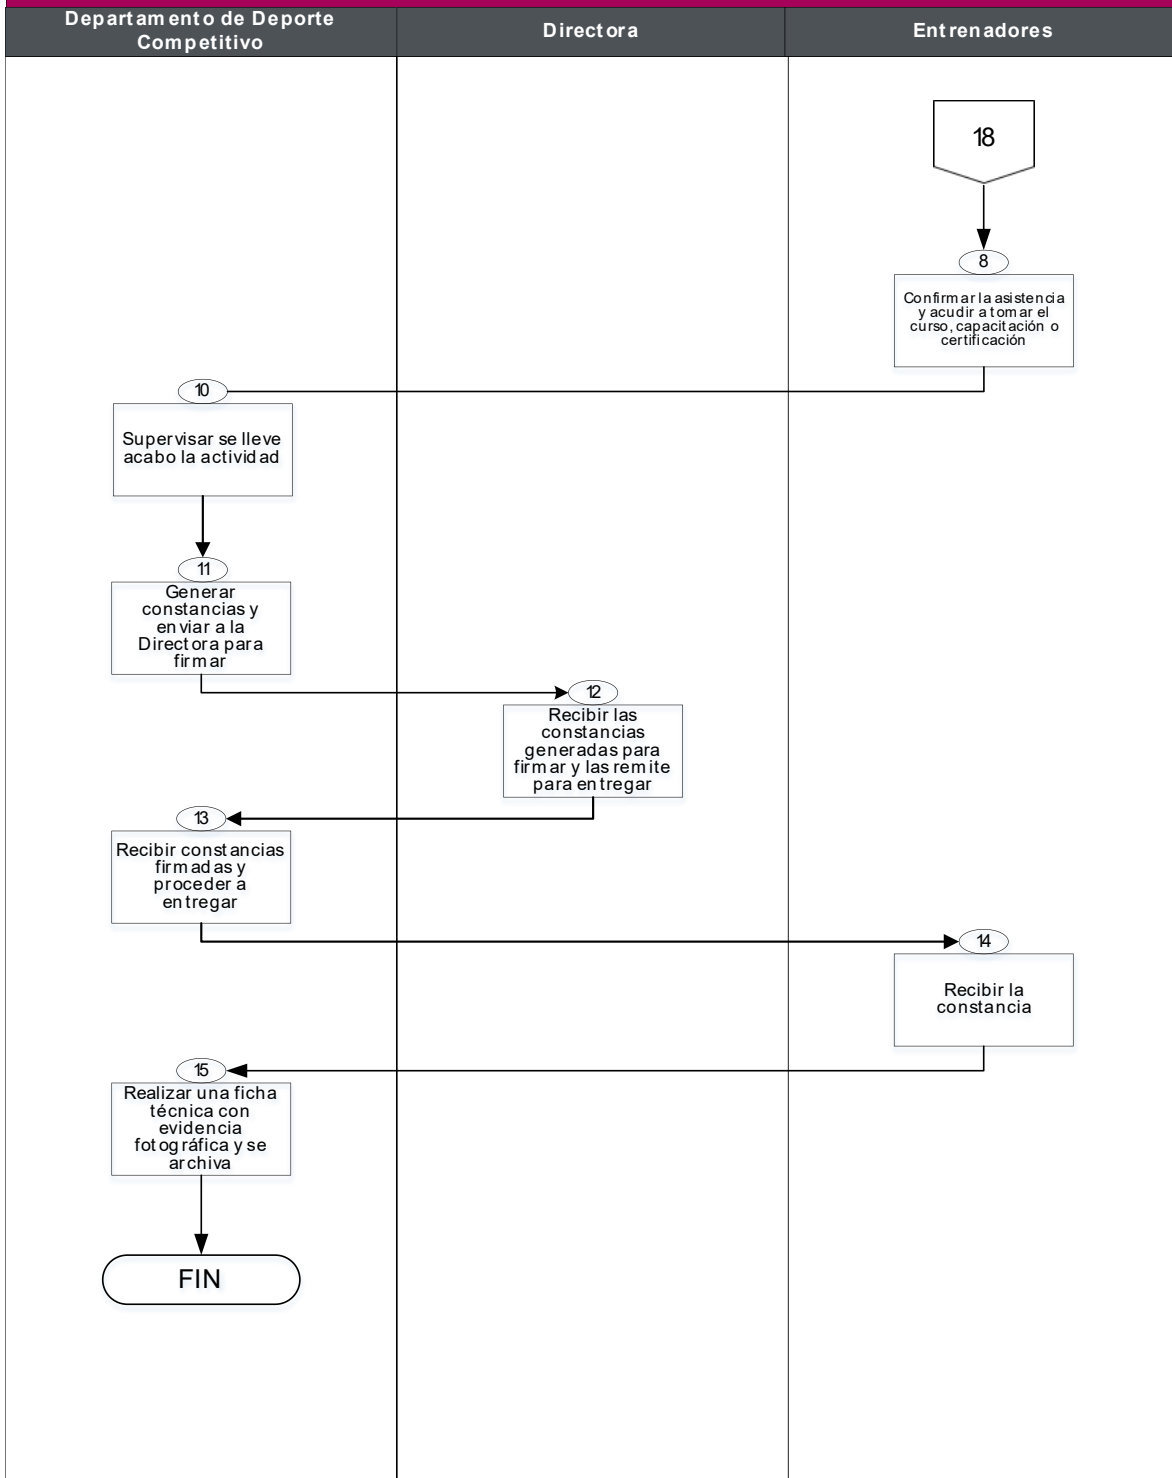 Departamento de Deporte
Competitivo
Directora
Entrenadores
18
8
Confirmar la asistencia
y acudir a tomar el
curso, capacitación o
certificación
10
Supervisar se lleve
acabo la actividad
11
Generar
constancias y
enviar a la
Directora para
firmar
12
Recibir las
constancias
generadas para
firmar y las remite
para entregar
13
Recibir constancias
firmadas y
proceder a
entregar
14
Recibir la
constancia
15
Realizar una ficha
técnica con
evidencia
fotográfica y se
archiva
FIN